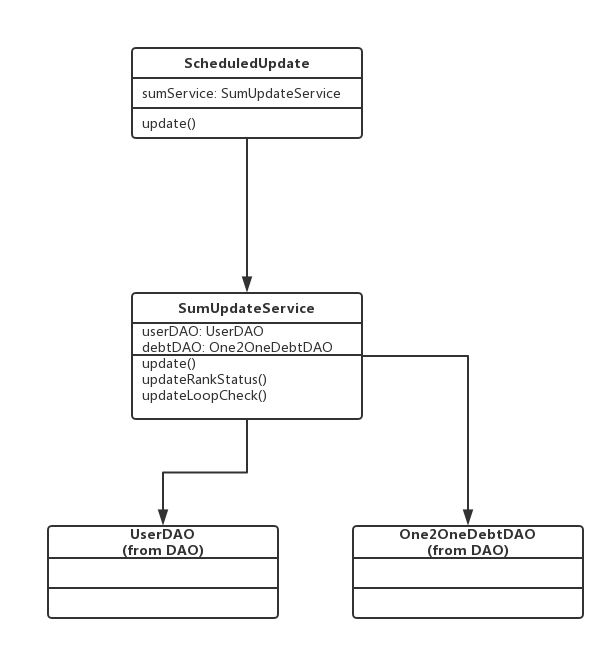 ScheduledUpdate
sumService: SumUpdateService
update()
SumUpdateService
userDAO: UserDAO
debtDAO: One2OneDebtDAO
update()
updateRankStatus()
updateLoopCheck()
UserDAO
(from DAO)
One2OneDebtDAO
(from DAO)